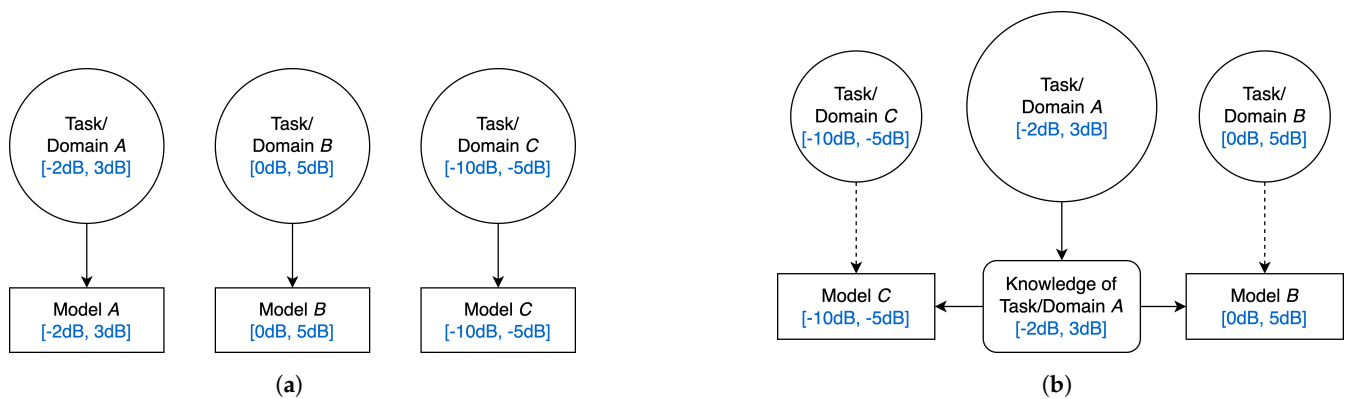 Task/
Domain A
[-2dB, 3dB]
Task/
Domain B
[0dB, 5dB]
Task/
Domain C
[-10dB, -5dB]
Model A
[-2dB, 3dB]
Model B
[0dB, 5dB]
Model C
[-10dB, -5dB]
(a)
Task/
Domain C
[-10dB, -5dB]
Task/
Domain A
[-2dB, 3dB]
Task/
Domain B
[0dB, 5dB]
Model C
[-10dB, -5dB]
Knowledge of
Task/Domain A
[-2dB, 3dB]
Model B
[0dB, 5dB]
(b)